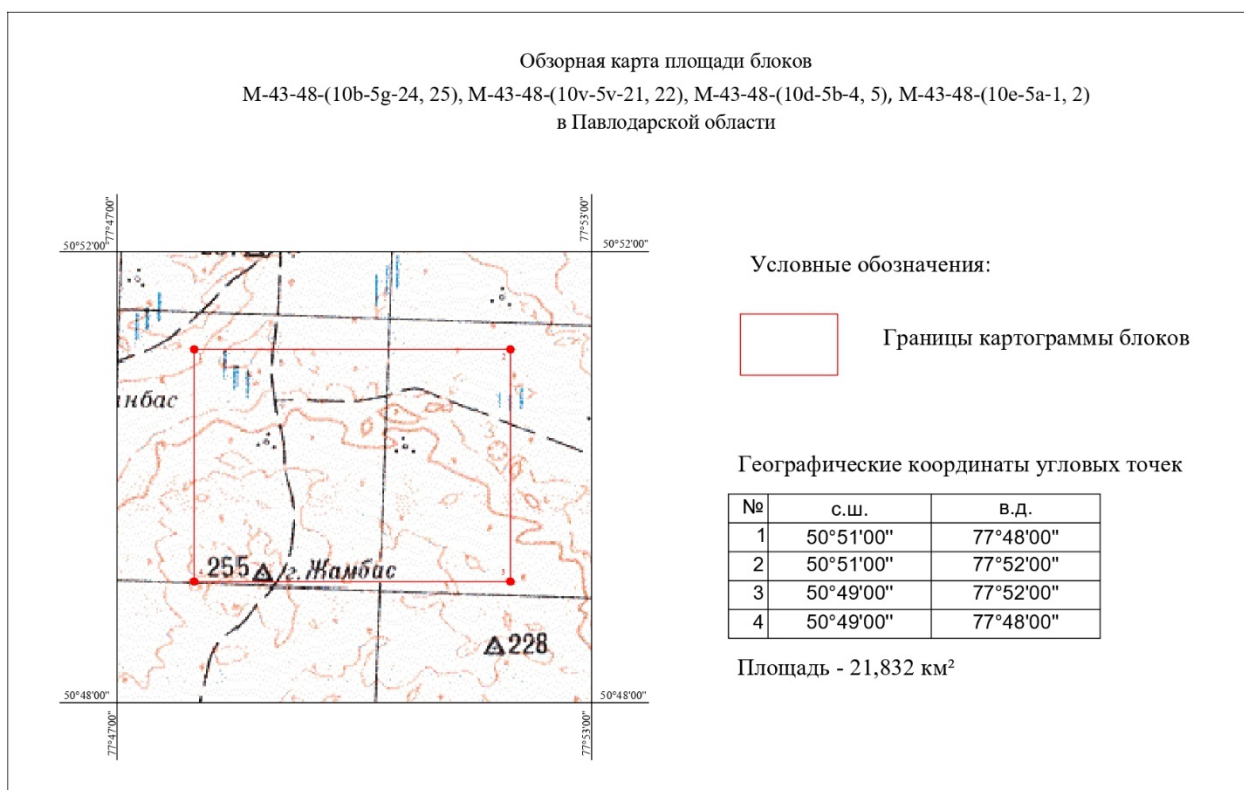 Обзорная карта площади блоков
M-43-48-(10b-5g-24, 25), M-43-48-(10v-5v-21, 22), M-43-48-(10d-5b-4, 5), M-43-48-(10e-5a-1, 2)
в Павлодарской области
77°47'00"
77°53'00"
50°52'00"
50°52'00"
1
2
нбас
255 г. Жамбас
4
3
228
50°48'00"
50°48'00"
77°47'00"
77°53'00"
Условные обозначения:
Границы картограммы блоков
Географические координаты угловых точек
№ с.ш. в.д.
1 50°51'00" 77°48'00"
2 50°51'00" 77°52'00"
3 50°49'00" 77°52'00"
4 50°49'00" 77°48'00"
Площадь - 21,832 км²